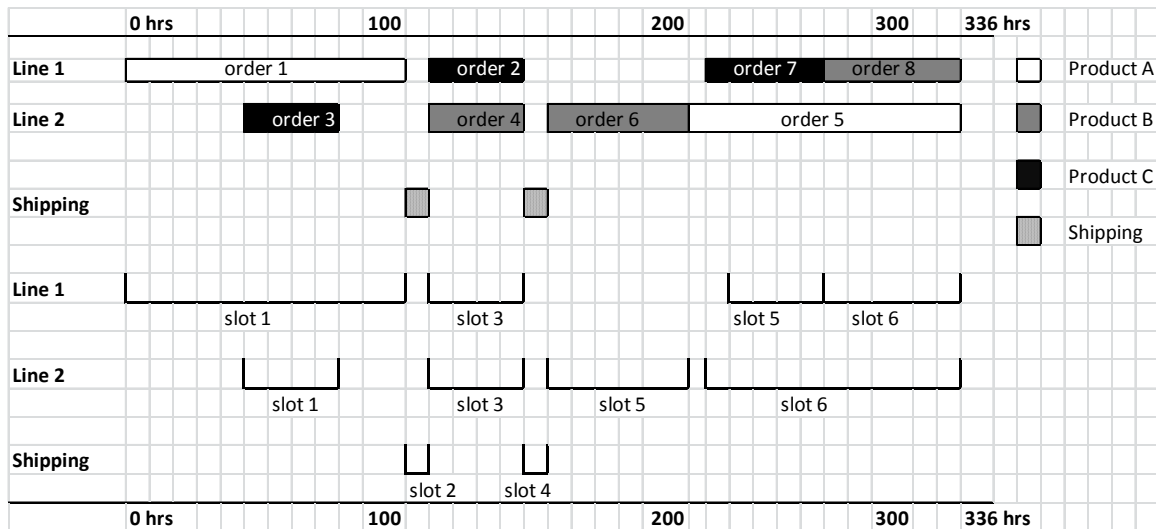 0 hrs 100 200 300 336 hrs
Line 1 order 1 order 2 order 7 order 8 Product A
Line 2 order 3 order 4 order 6 order 5 Product B
Product C
Shipping
Shipping
Line 1
slot 1 slot 3 slot 5 slot 6
Line 2
slot 1 slot 3 slot 5 slot 6
Shipping
slot 2 slot 4
0 hrs 100 200 300 336 hrs